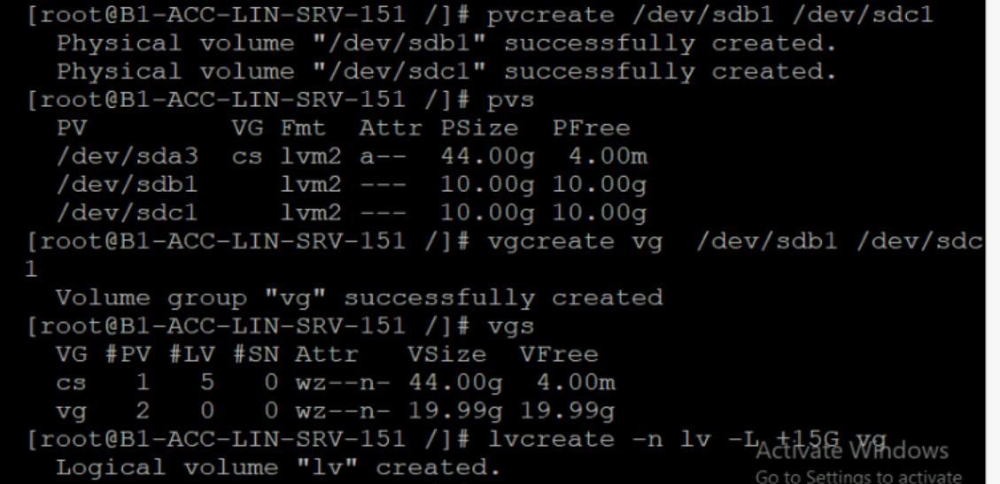 [root@B1-ACC-LIN-SRV-151 /]# pvcreate /dev/sdb1 /dev/sdc1
  Physical volume "/dev/sdb1" successfully created.
  Physical volume "/dev/sdc1" successfully created.
[root@B1-ACC-LIN-SRV-151 /]# pvs
  PV         VG Fmt  Attr PSize  PFree
  /dev/sda3  cs lvm2 a--  44.00g  4.00m
  /dev/sdb1     lvm2 ---  10.00g 10.00g
  /dev/sdc1     lvm2 ---  10.00g 10.00g
[root@B1-ACC-LIN-SRV-151 /]# vgcreate vg  /dev/sdb1 /dev/sdc
1
  Volume group "vg" successfully created
[root@B1-ACC-LIN-SRV-151 /]# vgs
  VG #PV #LV #SN Attr   VSize  VFree
  cs   1   5   0 wz--n- 44.00g  4.00m
  vg   2   0   0 wz--n- 19.99g 19.99g
[root@B1-ACC-LIN-SRV-151 /]# lvcreate -n lv -L +15G vg
Activate Windows
  Logical volume "lv" created.
Go to Settings to activate